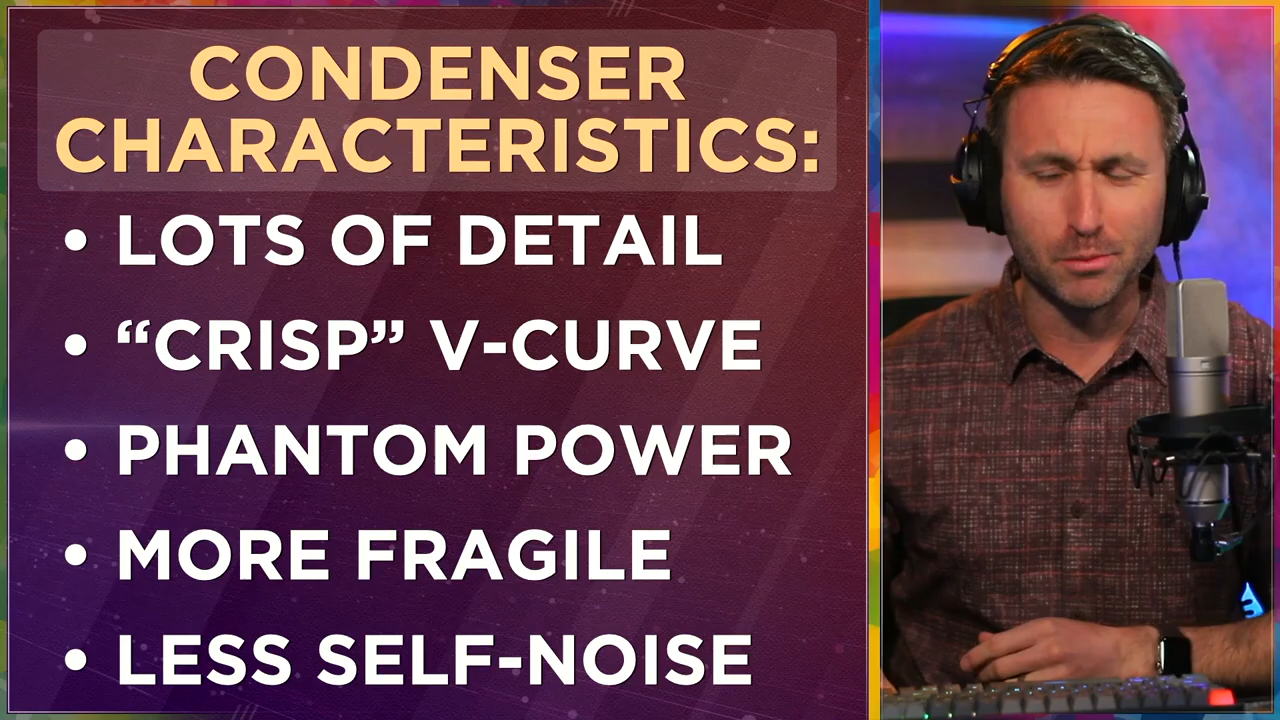 CONDENSER
CHARACTERISTICS:
• LOTS OF DETAIL
• “CRISP” V-CURVE
• PHANTOM POWER
• MORE FRAGILE
• LESS SELF-NOISE